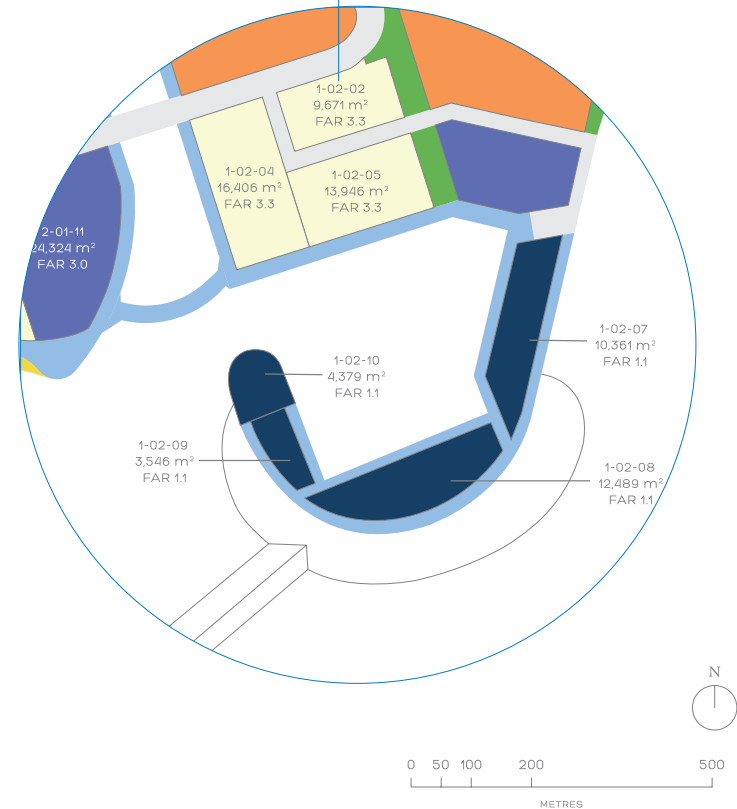 1-02-02
9,671 m²
FAR 3.3
1-02-04
16,406 m²
FAR 3.3
1-02-05
13,946 m²
FAR 3.3
2-01-11
24,324 m²
FAR 3.0
1-02-07
10,361 m²
FAR 1.1
1-02-10
4,379 m²
FAR 1.1
1-02-09
3,546 m²
FAR 1.1
1-02-08
12,489 m²
FAR 1.1
N
0 50 100 200 500
METRES